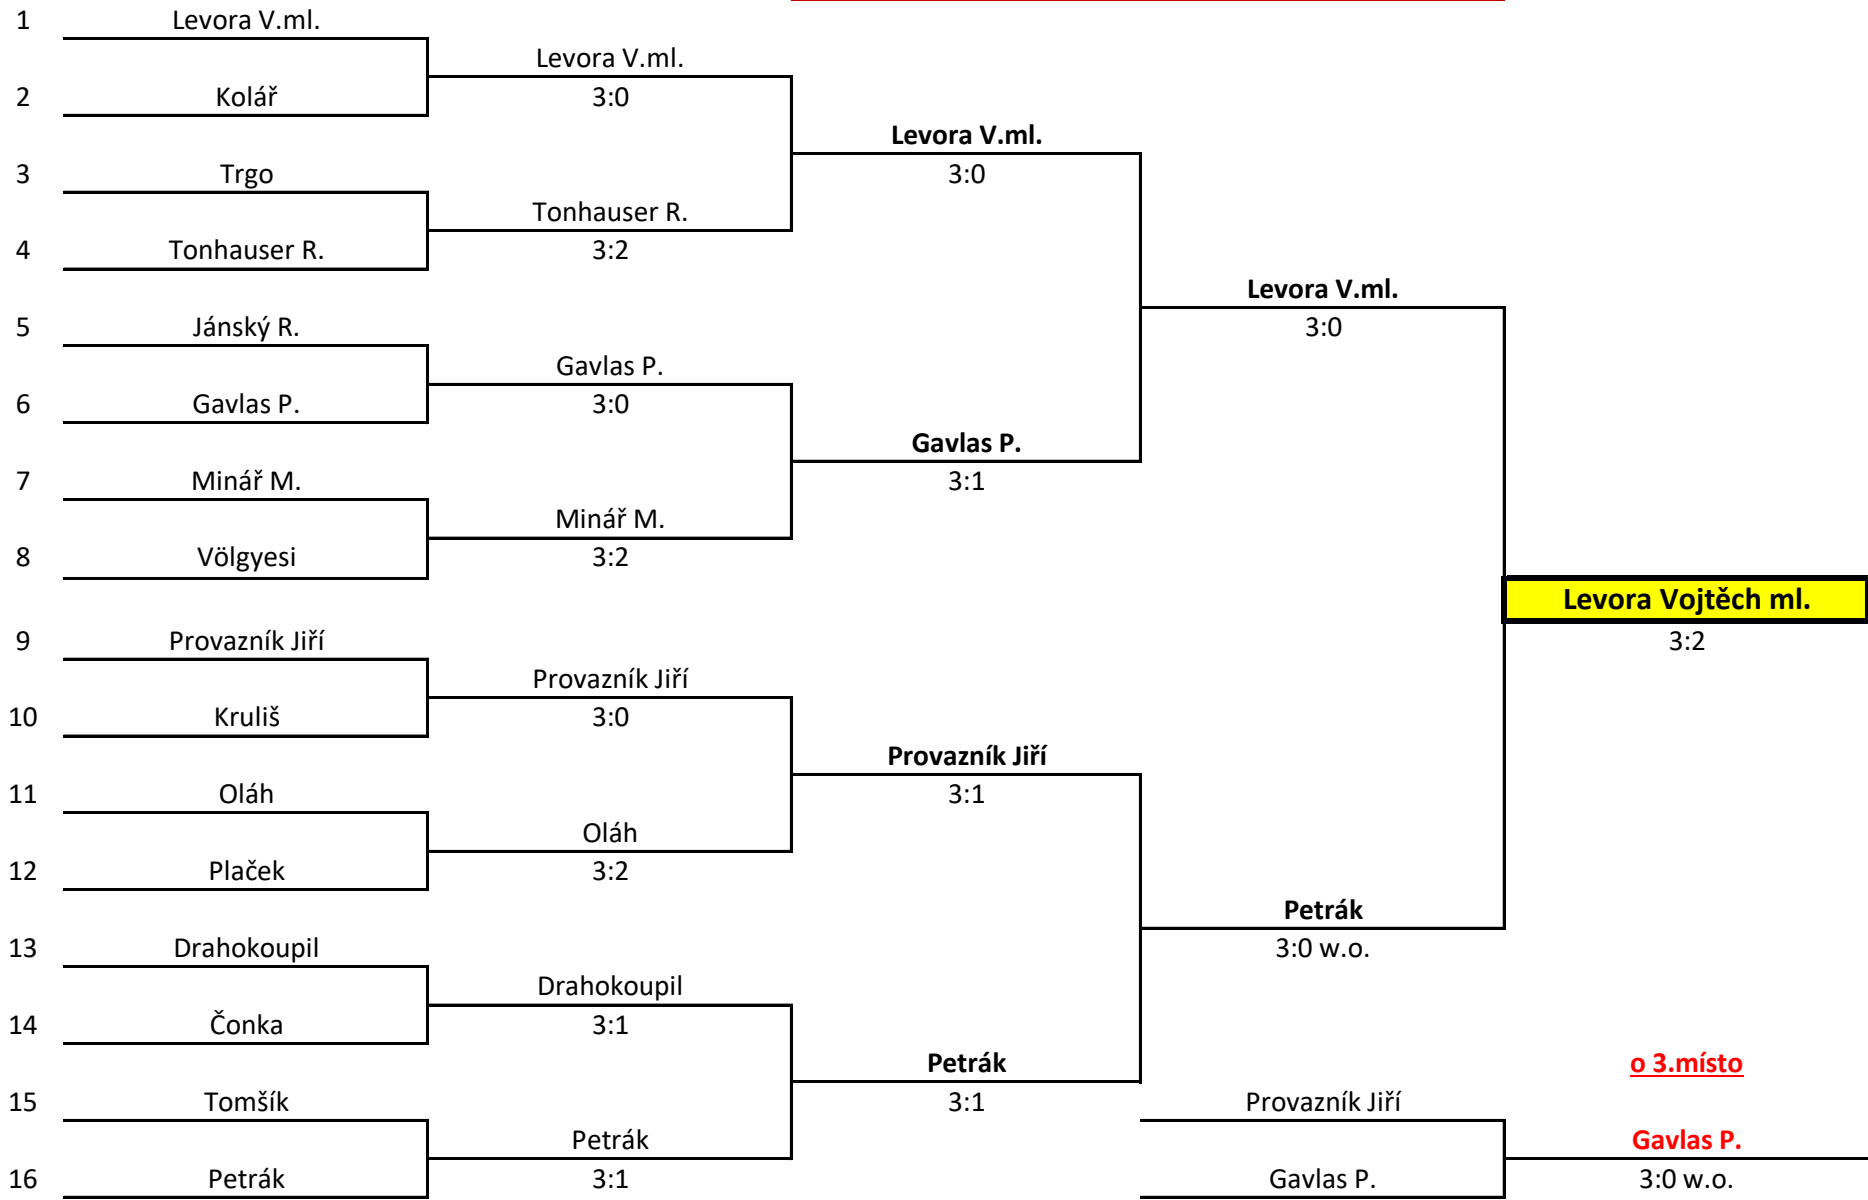 1 Levora V.ml.
Levora V.ml.
2 Kolář 3:0
Levora V.ml.
3 Trgo 3:0
Tonhauser R.
4 Tonhauser R. 3:2
Levora V.ml.
5 Jánský R. 3:0
Gavlas P.
6 Gavlas P. 3:0
Gavlas P.
7 Minář M. 3:1
Minář M.
8 Völgyesi 3:2
Levora Vojtěch ml.
9 Provazník Jiří 3:2
Provazník Jiří
10 Kruliš 3:0
Provazník Jiří
11 Oláh 3:1
Oláh
12 Plaček 3:2
Petrák
13 Drahokoupil 3:0 w.o.
Drahokoupil
14 Čonka 3:1
Petrák o 3.místo
15 Tomšík 3:1 Provazník Jiří
Petrák Gavlas P.
16 Petrák 3:1 Gavlas P. 3:0 w.o.